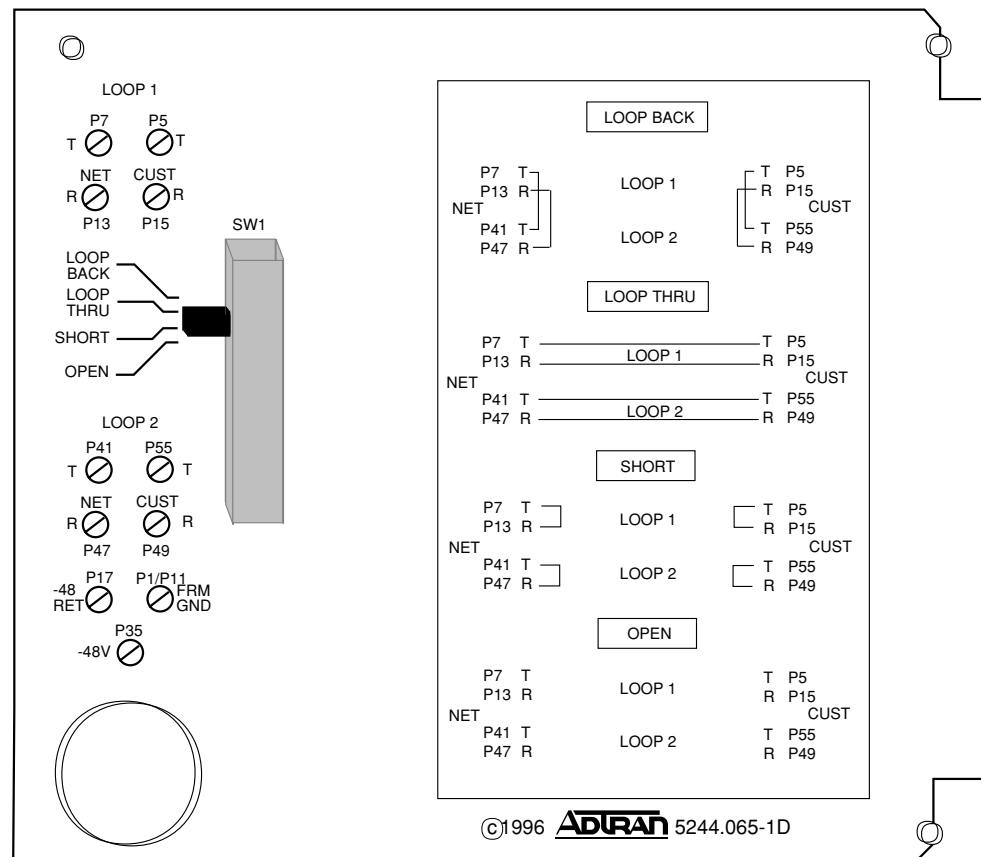 LOOP 1
P7 P5
T T
NET CUST
R R
P13 P15
SW1
LOOP
BACK
LOOP
THRU
SHORT
OPEN
LOOP 2
P41 P55
T T
NET CUST
R R
P47 P49
P17 P1/P11
-48
RET
FRM
GND
P35
-48V
LOOP BACK
P7 T T P5
P13 R LOOP 1 R P15
NET CUST
P41 T T P55
P47 R LOOP 2 R P49
LOOP THRU
P7 T T P5
P13 R LOOP 1 R P15
NET CUST
P41 T T P55
P47 R LOOP 2 R P49
SHORT
P7 T T P5
P13 R LOOP 1 R P15
NET CUST
P41 T T P55
P47 R LOOP 2 R P49
OPEN
P7 T T P5
P13 R LOOP 1 R P15
NET CUST
P41 T T P55
P47 R LOOP 2 R P49
©1996 ADTRAN 5244.065-1D